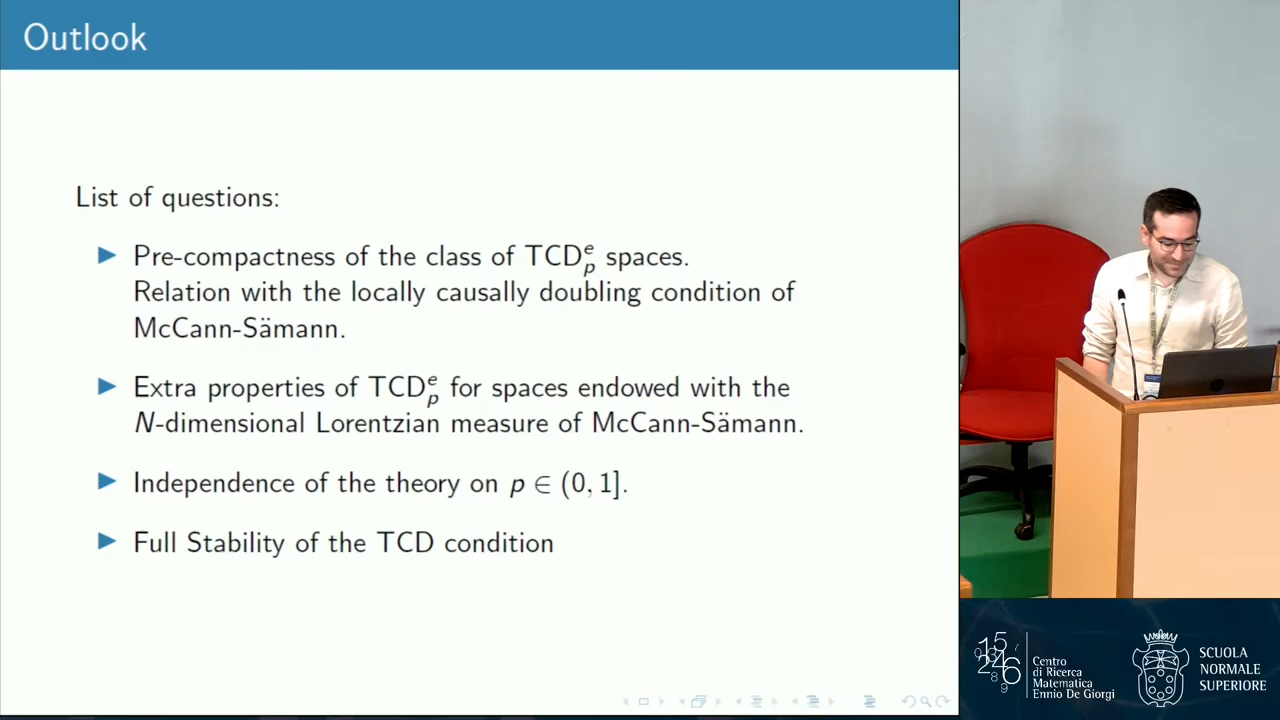 Outlook
List of questions:
Pre-compactness of the class of TCD$_p^e$ spaces.
Relation with the locally causally doubling condition of
McCann-Sämann.
Extra properties of TCD$_p^e$ for spaces endowed with the
N-dimensional Lorentzian measure of McCann-Sämann.
Independence of the theory on p ∈ (0, 1].
Full Stability of the TCD condition
Centro
di Ricerca
Matematica
Ennio De Giorgi
SCUOLA
NORMALE
SUPERIORE